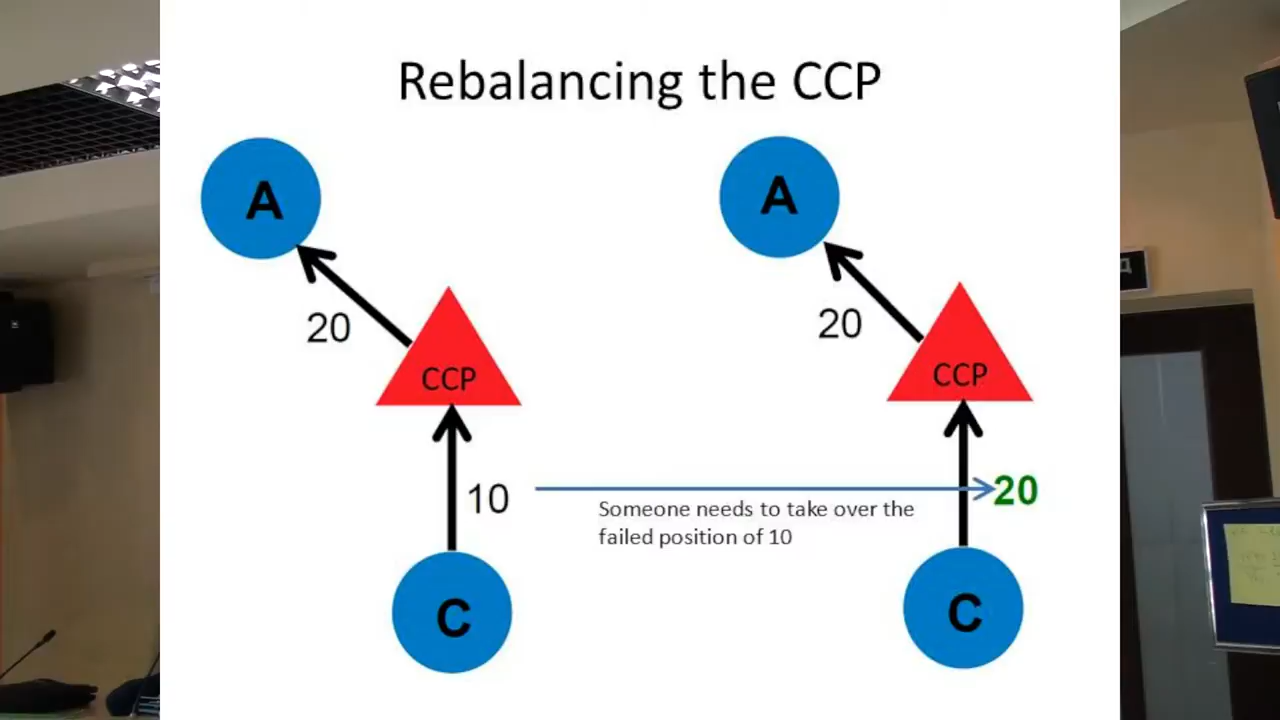 Rebalancing the CCP
A
A
20
20
CCP
CCP
10
20
Someone needs to take over the
failed position of 10
C
C